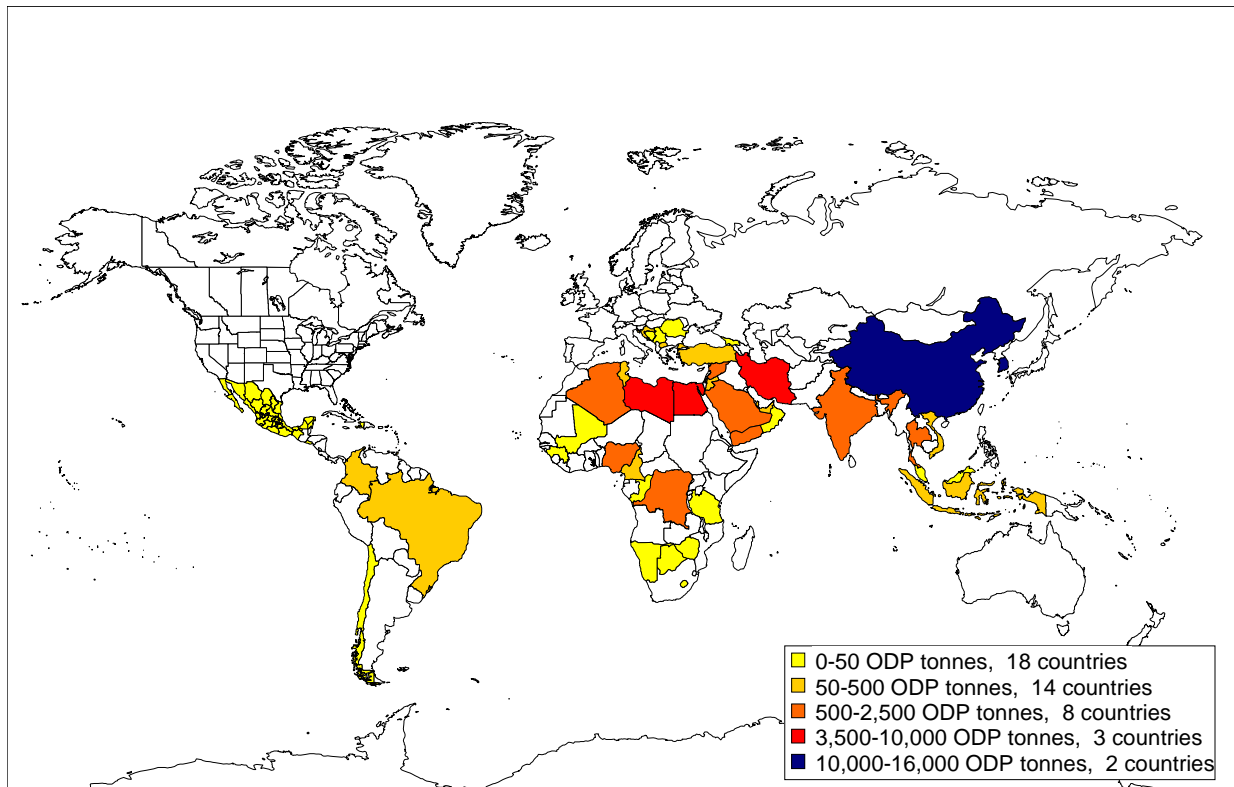 0-50 ODP tonnes, 18 countries
50-500 ODP tonnes, 14 countries
500-2,500 ODP tonnes, 8 countries
3,500-10,000 ODP tonnes, 3 countries
10,000-16,000 ODP tonnes, 2 countries